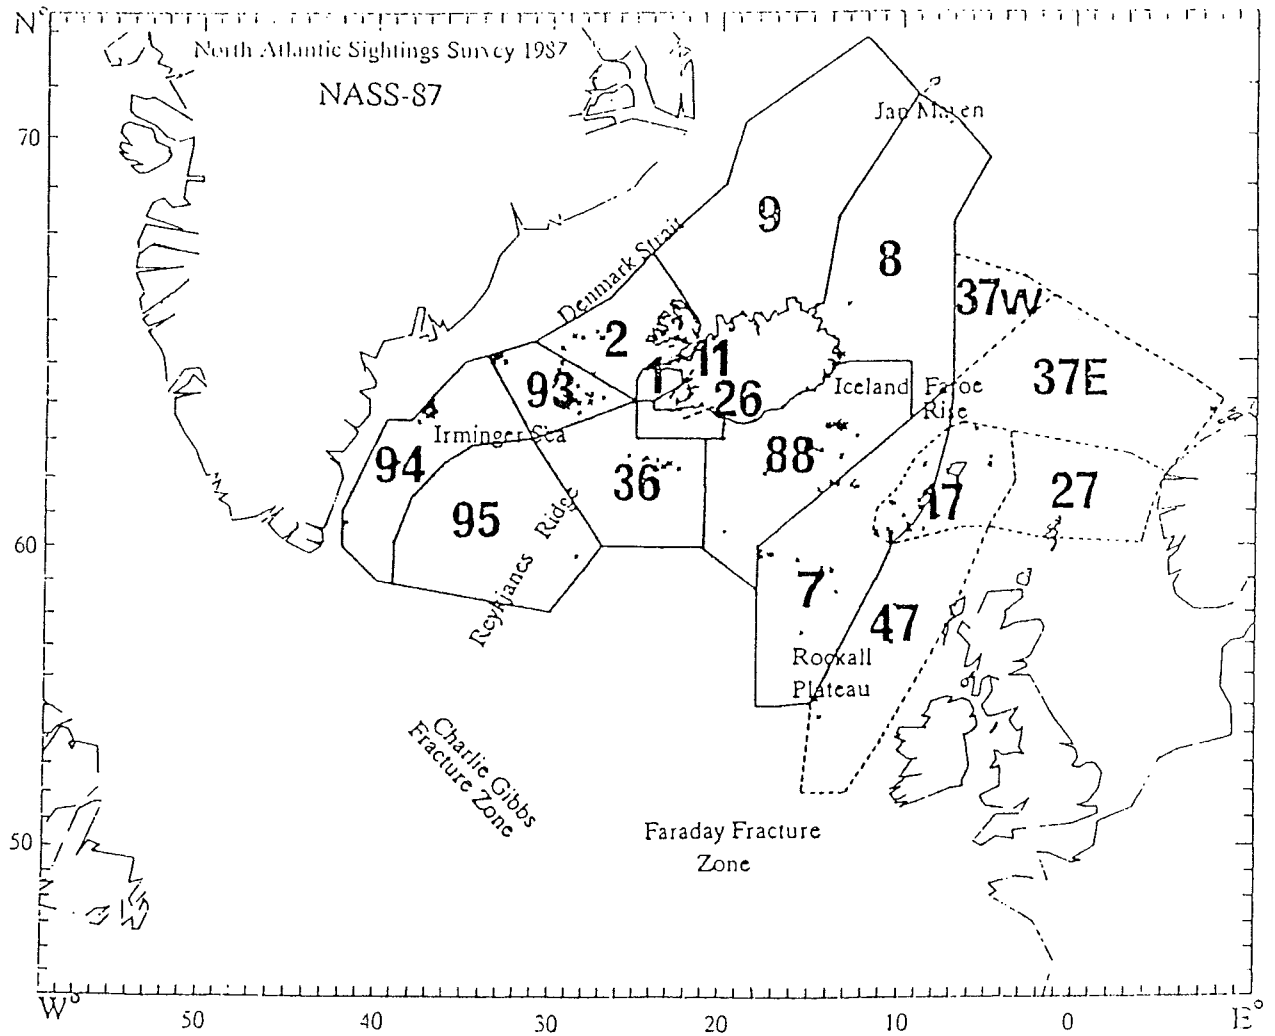 N°
North Atlantic Sightings Survey 1987
NASS-87
Jan Mayen
70
9
8
Denmark Strait
37W
2
11
1
37E
93
26
Iceland Faroe
Rise
Irminger Sea
94
88
36
17
27
95
Reykjanes Ridge
60
7
47
Rockall
Plateau
Charlie Gibbs
Fracture Zone
Faraday Fracture
Zone
50
W°
50
40
30
20
10
0
E°